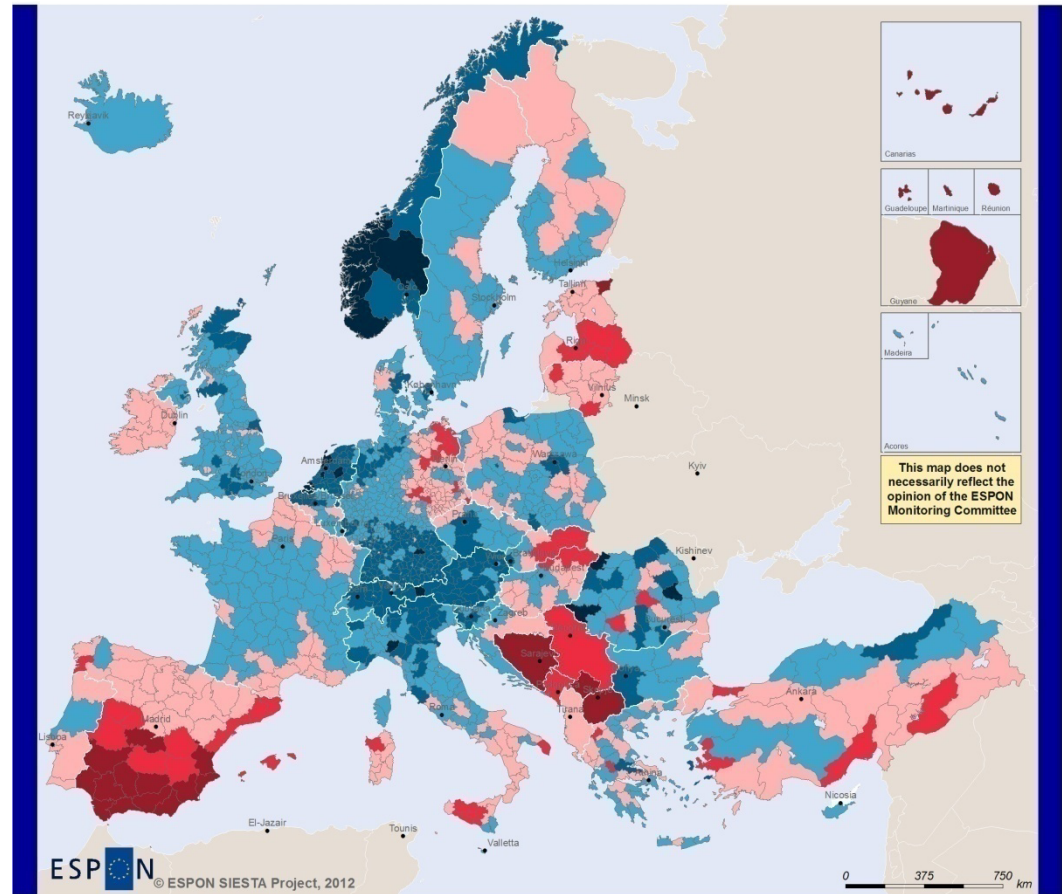 Reykjavik
Canarias
Guadeloupe
Martinique
Réunion
Guyane
Helsinki
Tallinn
Stockholm
Madeira
København
Vilnius
Dublin
Minsk
Acores
Amsterdam
Warszawa
London
Kyiv
This map does not
necessarily reflect the
opinion of the ESPON
Monitoring Committee
Paris
Kishinev
Budapest
Zagreb
Sarajevo
Ankara
Roma
Tirana
Madrid
Lisboa
Nicosia
El-Jazair
Tounis
Valletta
ESPON
© ESPON SIESTA Project, 2012
0
375
750
km